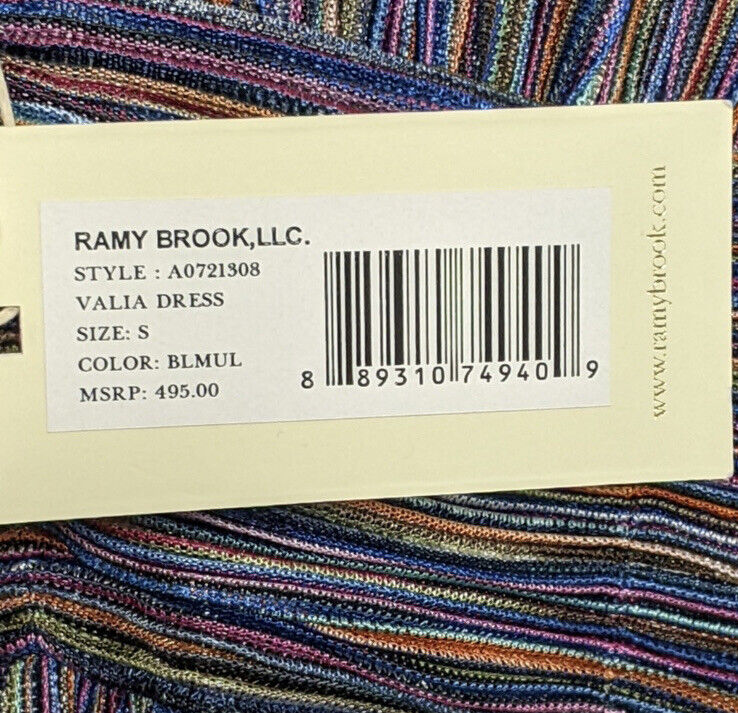 RAMY BROOK,LLC.
STYLE : A0721308
VALIA DRESS
SIZE: S
COLOR: BLMUL
MSRP: 495.00
8 89310 74940 9
www.ramybrook.com